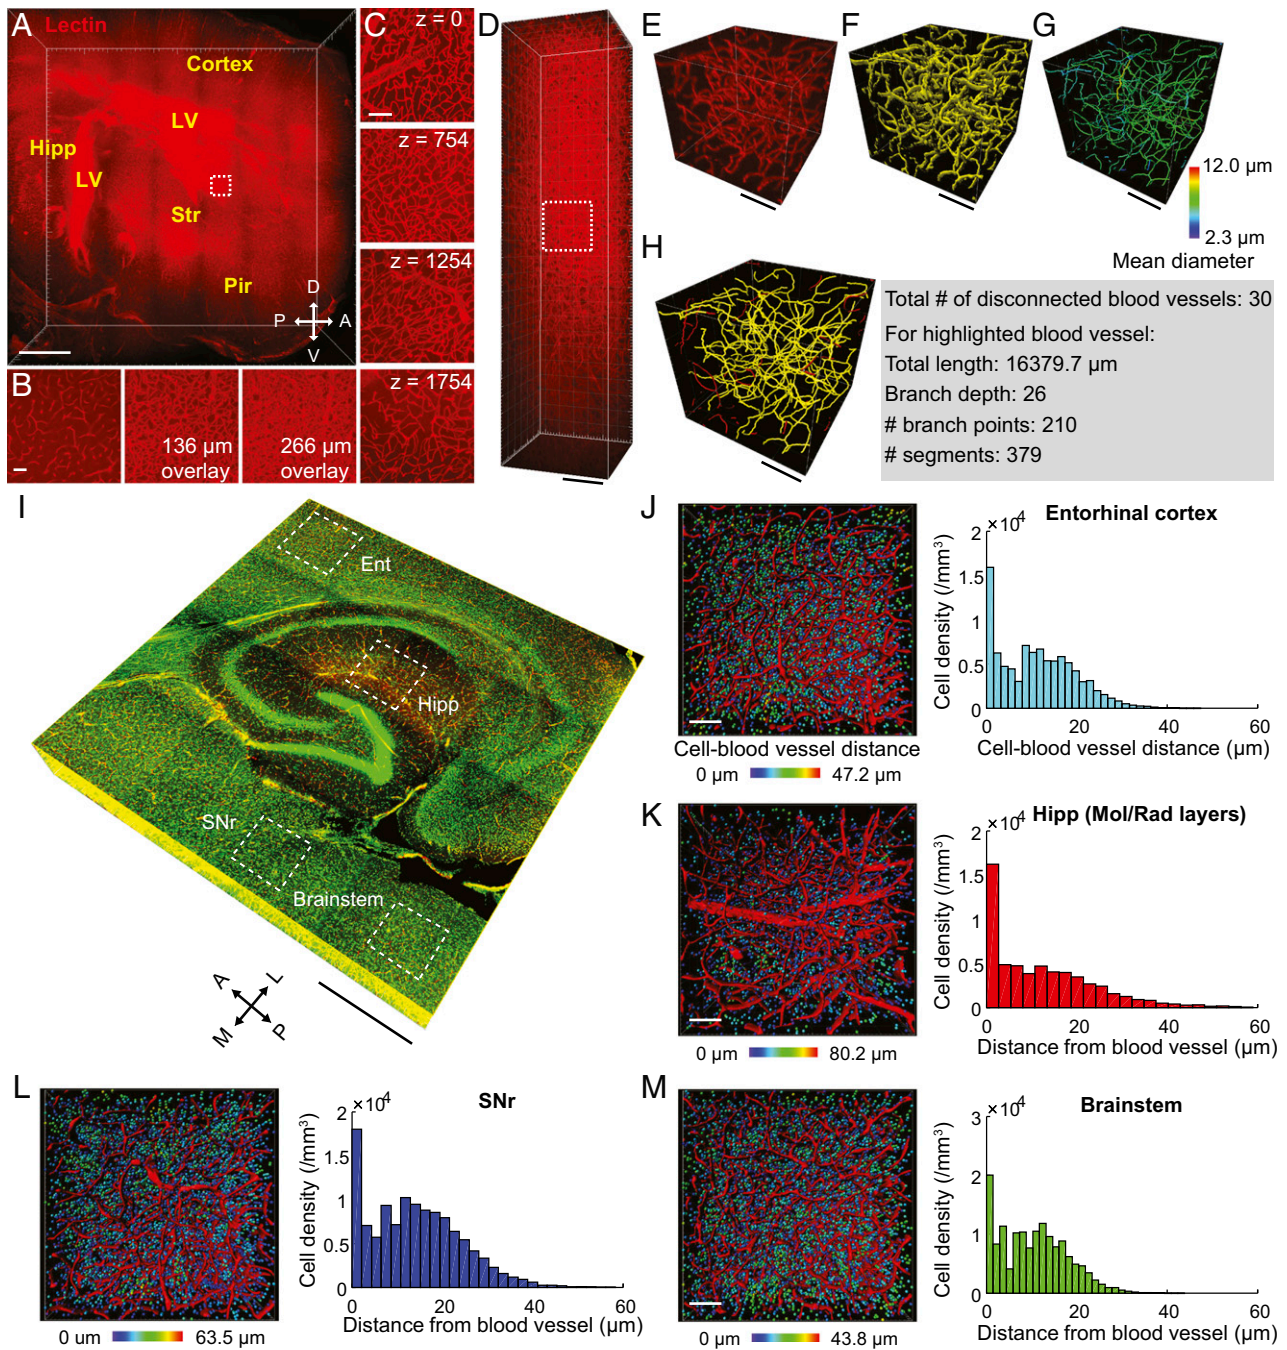 A
Lectin
Cortex
LV
Hipp
LV
Str
Pir
D
P
A
V
B
136 µm
overlay
266 µm
overlay
C
z = 0
z = 754
z = 1254
z = 1754
D
E
F
G
12.0 µm
2.3 µm
Mean diameter
H
Total # of disconnected blood vessels: 30
For highlighted blood vessel:
Total length: 16379.7 µm
Branch depth: 26
# branch points: 210
# segments: 379
I
Ent
Hipp
SNr
Brainstem
A
L
M
P
J
Cell-blood vessel distance
0 µm
47.2 µm
Entorhinal cortex
×10⁴
Cell density (/mm³)
2
1.5
1
0.5
0
0
20
40
60
Cell-blood vessel distance (µm)
K
0 µm
80.2 µm
Hipp (Mol/Rad layers)
×10⁴
Cell density (/mm³)
2
1.5
1
0.5
0
0
20
40
60
Distance from blood vessel (µm)
L
0 um
63.5 µm
SNr
×10⁴
Cell density (/mm³)
2
1.5
1
0.5
0
0
20
40
60
Distance from blood vessel (µm)
M
0 µm
43.8 µm
Brainstem
×10⁴
Cell density (/mm³)
3
2
1
0
0
20
40
60
Distance from blood vessel (µm)